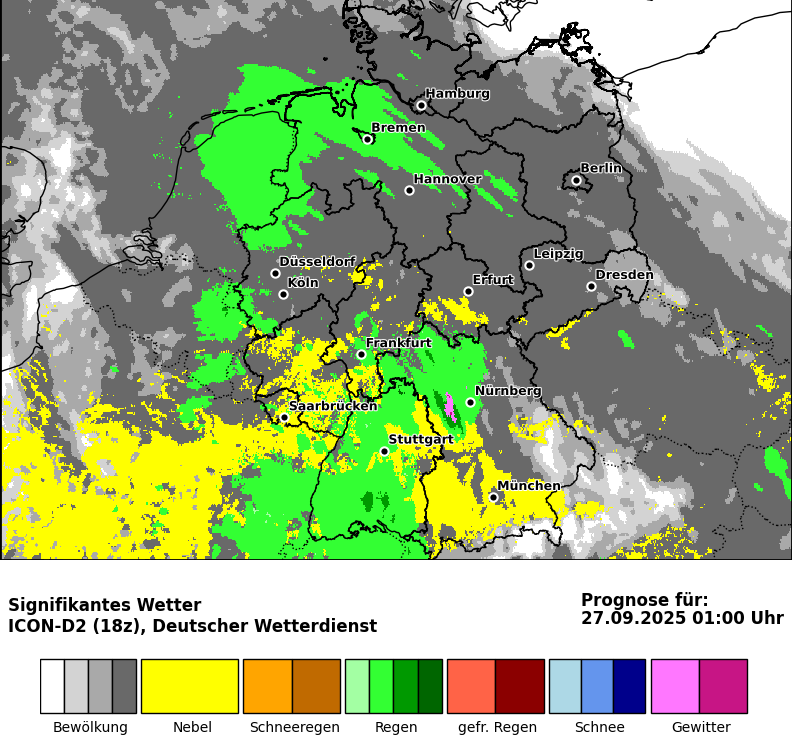 Hamburg
Bremen
Berlin
Hannover
Düsseldorf
Leipzig
Köln
Erfurt
Dresden
Frankfurt
Nürnberg
Saarbrücken
Stuttgart
München
Signifikantes Wetter
ICON-D2 (18z), Deutscher Wetterdienst
Prognose für:
27.09.2025 01:00 Uhr
Bewölkung
Nebel
Schneeregen
Regen
gefr. Regen
Schnee
Gewitter